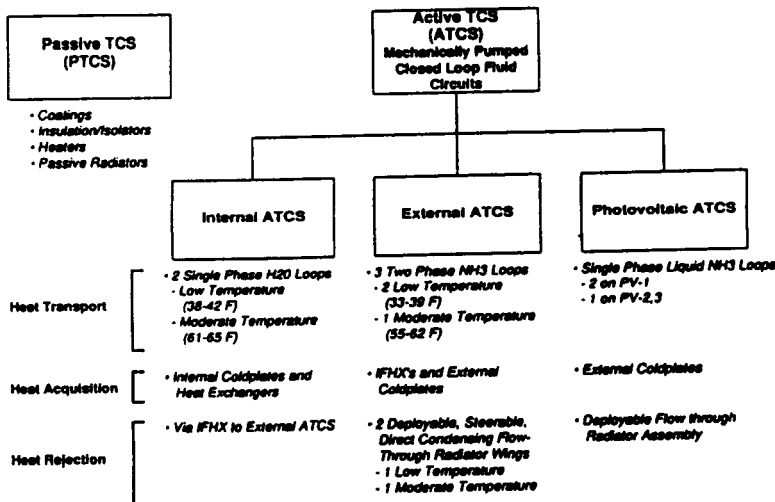 Passive TCS
(PTCS)
• Coatings
• Insulation/Isolators
• Heaters
• Passive Radiators
Active TCS
(ATCS)
Mechanically Pumped
Closed Loop Fluid
Circuits
Internal ATCS
External ATCS
Photovoltaic ATCS
Heat Transport
• 2 Single Phase H20 Loops
- Low Temperature
(38-42 F)
- Moderate Temperature
(61-65 F)
• 3 Two Phase NH3 Loops
- 2 Low Temperature
(33-39 F)
- 1 Moderate Temperature
(55-62 F)
• Single Phase Liquid NH3 Loops
- 2 on PV-1
- 1 on PV-2,3
Heat Acquisition
• Internal Coldplates and
Heat Exchangers
• IFHX's and External
Coldplates
• External Coldplates
Heat Rejection
• Via IFHX to External ATCS
• 2 Deployable, Steerable,
Direct Condensing Flow-
Through Radiator Wings
- 1 Low Temperature
- 1 Moderate Temperature
• Deployable Flow through
Radiator Assembly